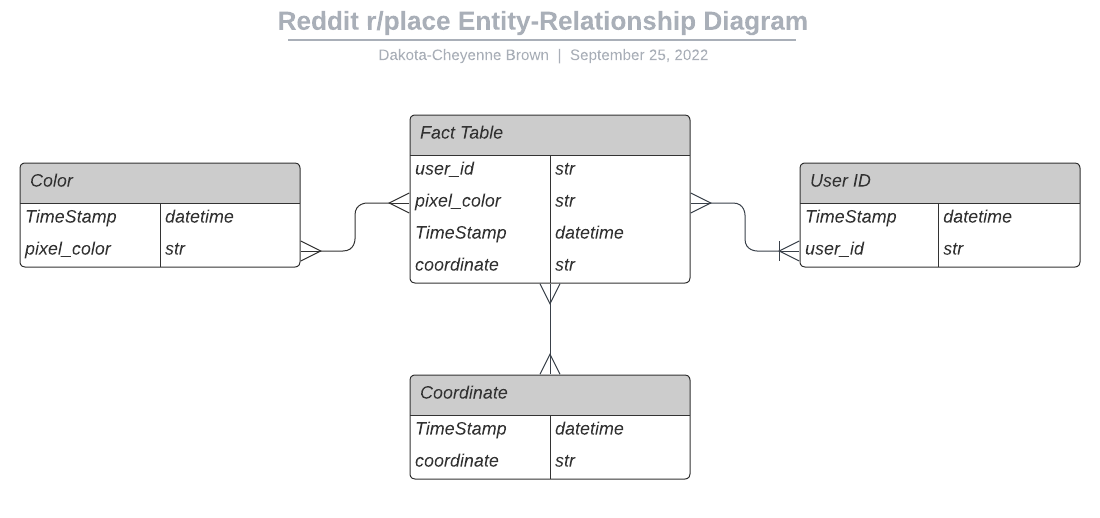 Reddit r/place Entity-Relationship Diagram
Dakota-Cheyenne Brown | September 25, 2022
Fact Table
user_id str
pixel_color str
TimeStamp datetime
coordinate str
Color
TimeStamp datetime
pixel_color str
User ID
TimeStamp datetime
user_id str
Coordinate
TimeStamp datetime
coordinate str